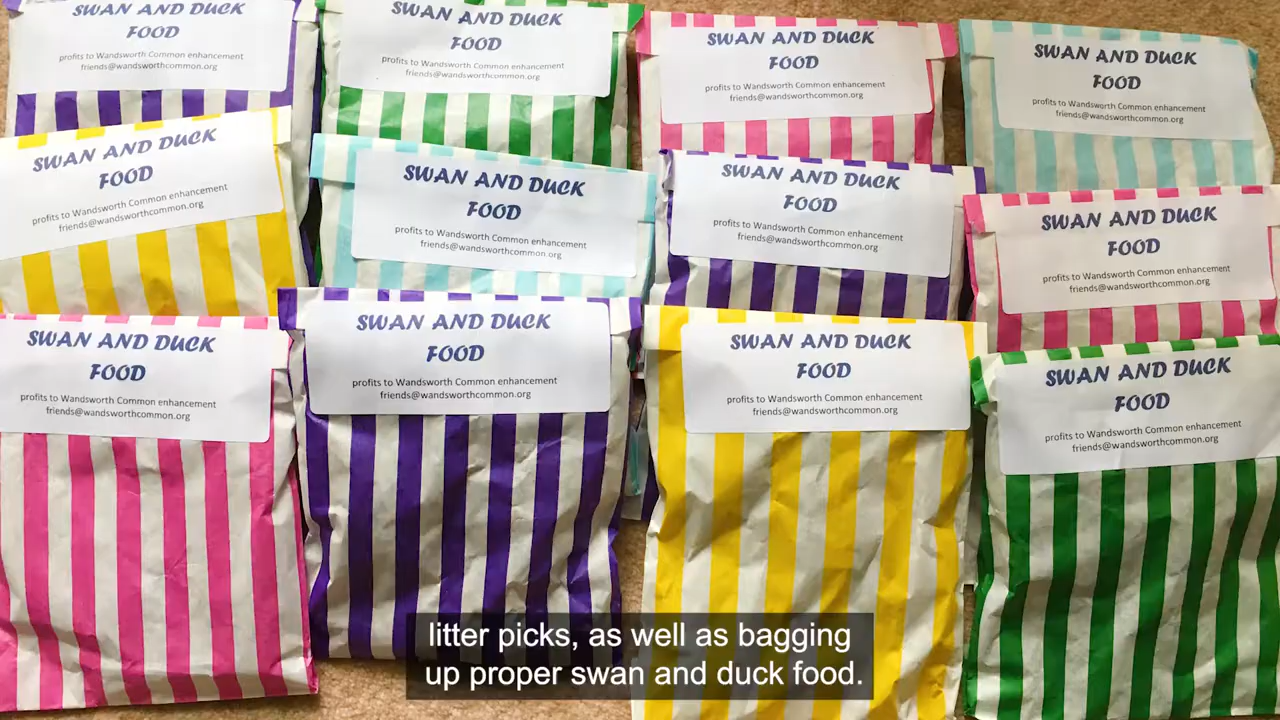 SWAN AND DUCK
FOOD
profits to Wandsworth Common enhancement
friends@wandsworthcommon.org
SWAN AND DUCK
FOOD
profits to Wandsworth Common enhancement
friends@wandsworthcommon.org
SWAN AND DUCK
FOOD
profits to Wandsworth Common enhancement
friends@wandsworthcommon.org
SWAN AND DUCK
FOOD
profits to Wandsworth Common enhancement
friends@wandsworthcommon.org
SWAN AND DUCK
FOOD
profits to Wandsworth Common enhancement
friends@wandsworthcommon.org
SWAN AND DUCK
FOOD
profits to Wandsworth Common enhancement
friends@wandsworthcommon.org
SWAN AND DUCK
FOOD
profits to Wandsworth Common enhancement
friends@wandsworthcommon.org
SWAN AND DUCK
FOOD
profits to Wandsworth Common enhancement
friends@wandsworthcommon.org
SWAN AND DUCK
FOOD
profits to Wandsworth Common enhancement
friends@wandsworthcommon.org
SWAN AND DUCK
FOOD
profits to Wandsworth Common enhancement
friends@wandsworthcommon.org
SWAN AND DUCK
FOOD
profits to Wandsworth Common enhancement
friends@wandsworthcommon.org
SWAN AND DUCK
FOOD
profits to Wandsworth Common enhancement
friends@wandsworthcommon.org
litter picks, as well as bagging
up proper swan and duck food.